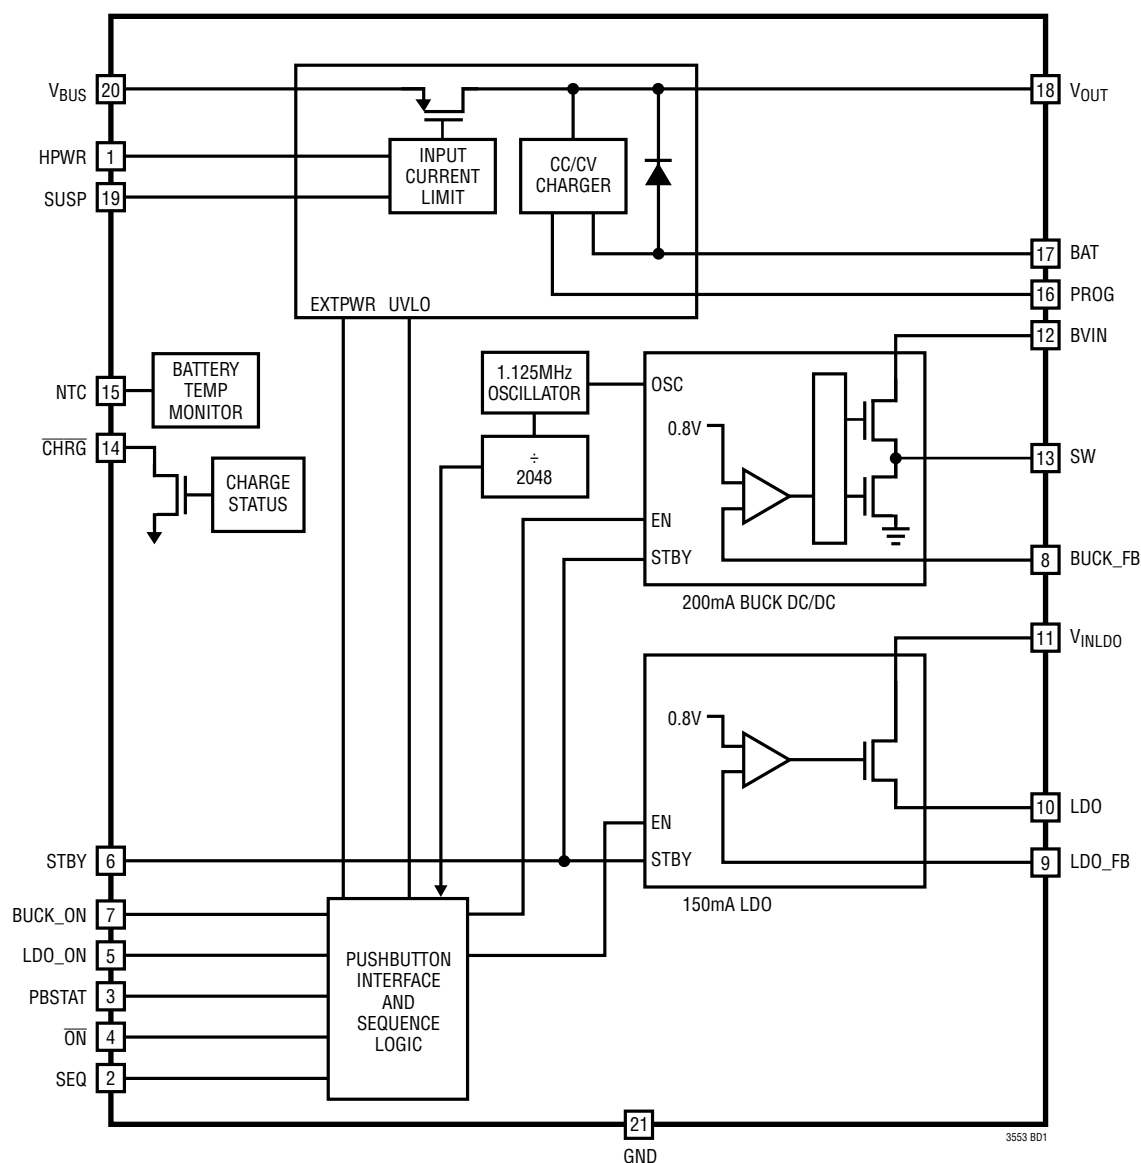 VBUS 20
18 VOUT
HPWR 1
INPUT
CURRENT
LIMIT
CC/CV
CHARGER
SUSP 19
17 BAT
16 PROG
EXTPWR UVLO
12 BVIN
NTC 15
BATTERY
TEMP
MONITOR
1.125MHz
OSCILLATOR
OSC
0.8V
CHRG 14
÷
2048
13 SW
CHARGE
STATUS
EN
STBY
8 BUCK_FB
200mA BUCK DC/DC
11 VINLDO
0.8V
10 LDO
EN
STBY 6
STBY
9 LDO_FB
150mA LDO
BUCK_ON 7
LDO_ON 5
PBSTAT 3
ON 4
SEQ 2
PUSHBUTTON
INTERFACE
AND
SEQUENCE
LOGIC
21
GND
3553 BD1